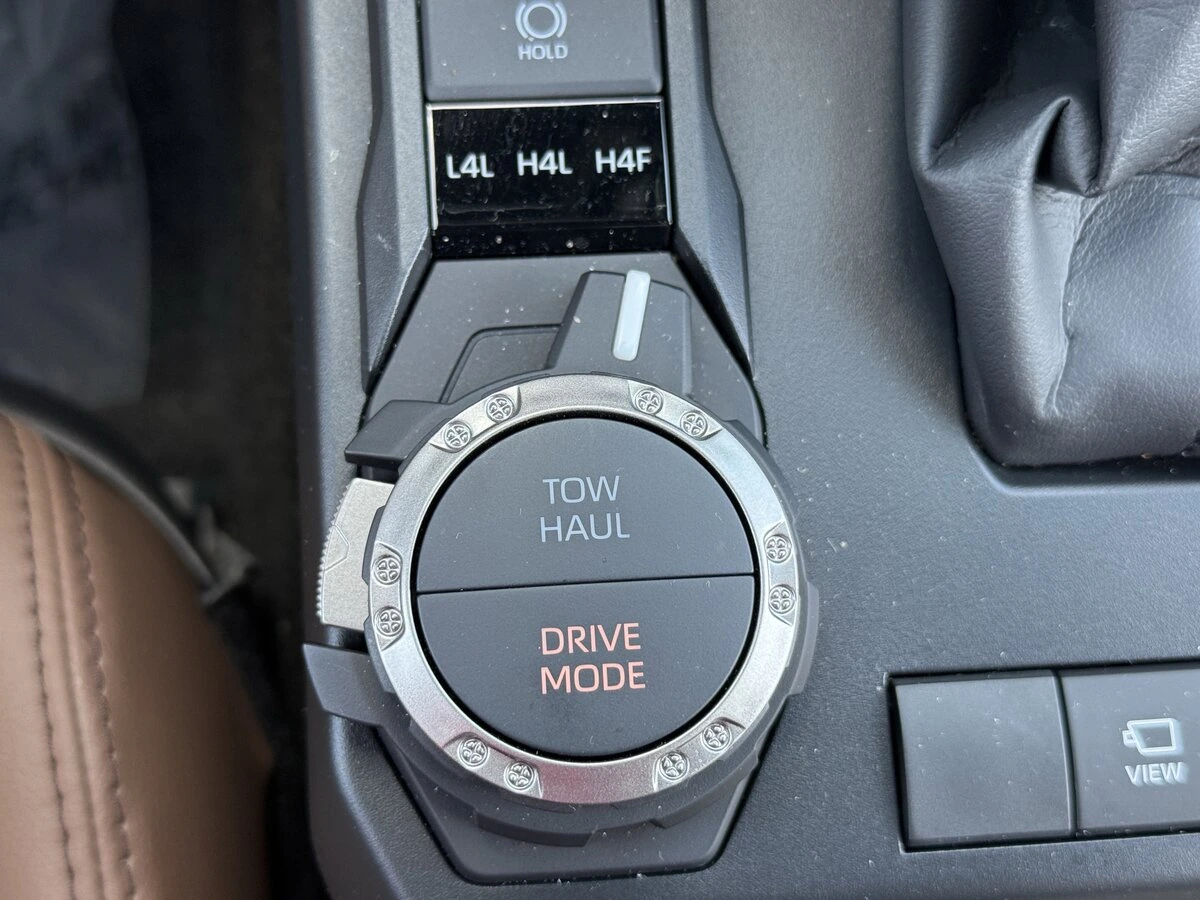 HOLD
L4L H4L H4F
TOW
HAUL
DRIVE
MODE
VIEW